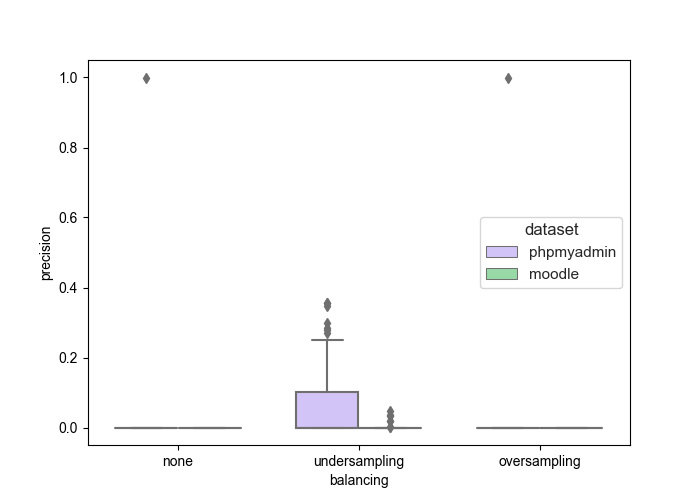 1.0
0.8
0.6
0.4
0.2
0.0
precision
dataset
phpmyadmin
moodle
none
undersampling
oversampling
balancing